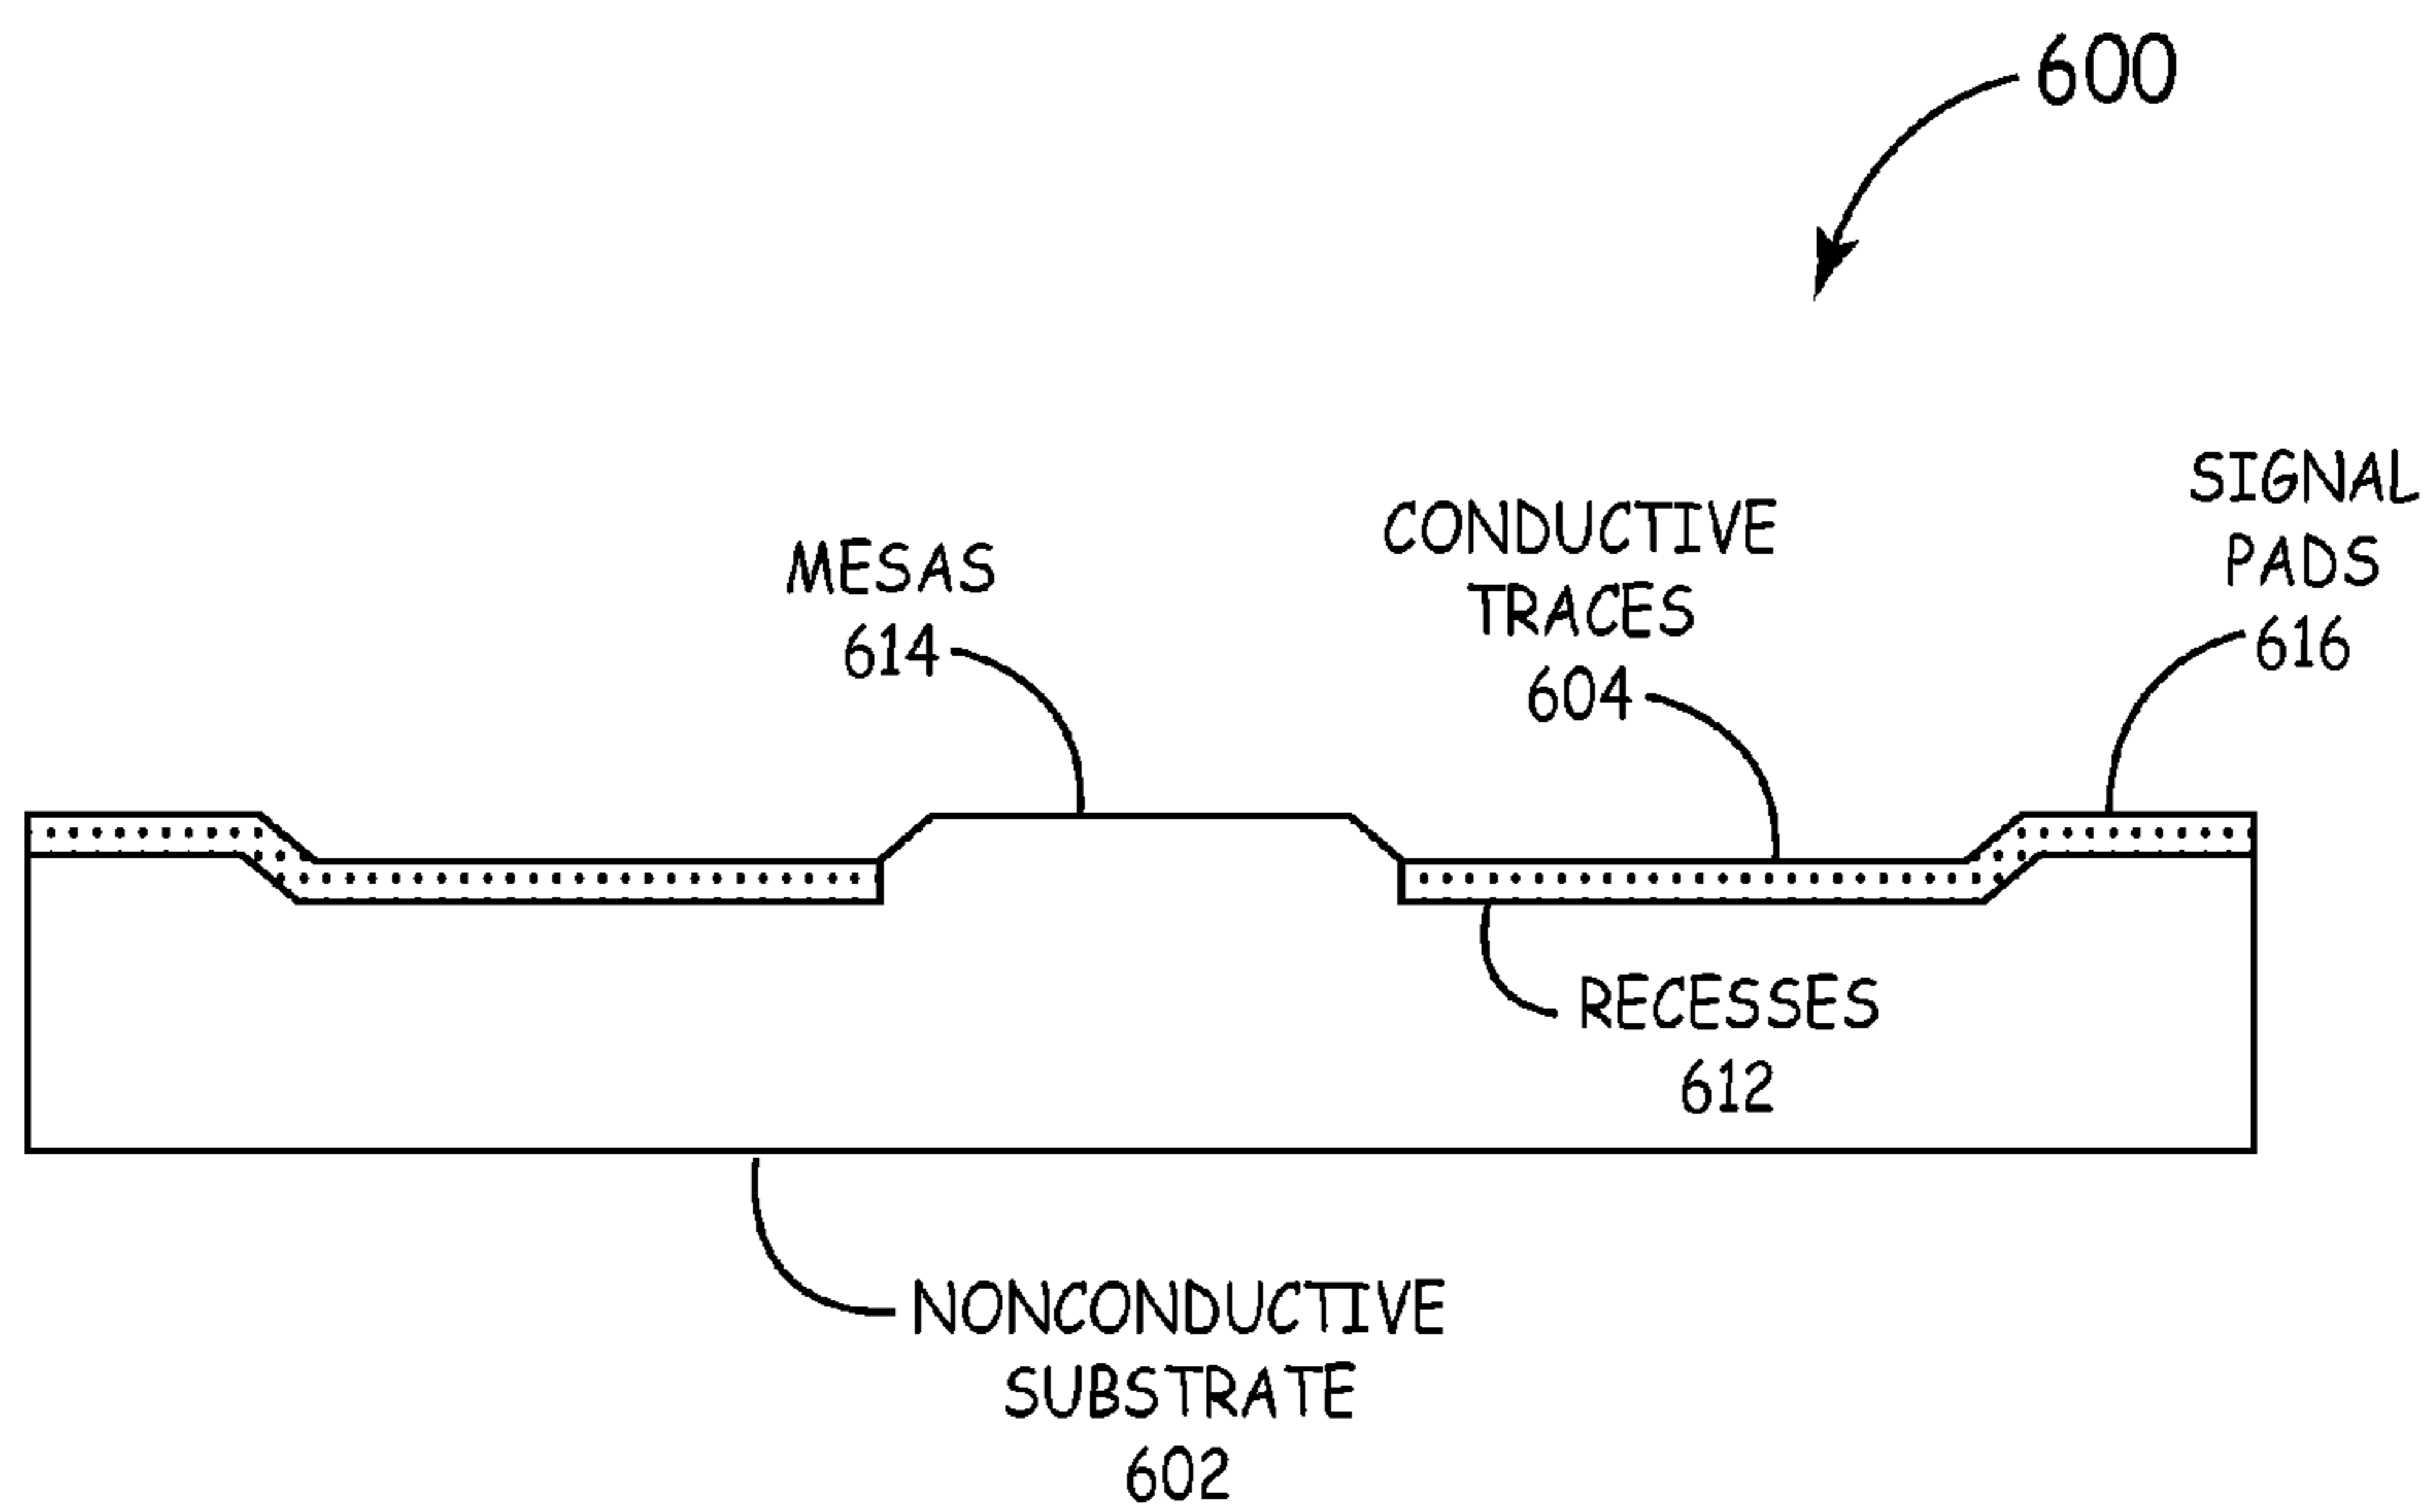 600
SIGNAL
PADS
616
CONDUCTIVE
TRACES
604
MESAS
614
RECESSES
612
NONCONDUCTIVE
SUBSTRATE
602